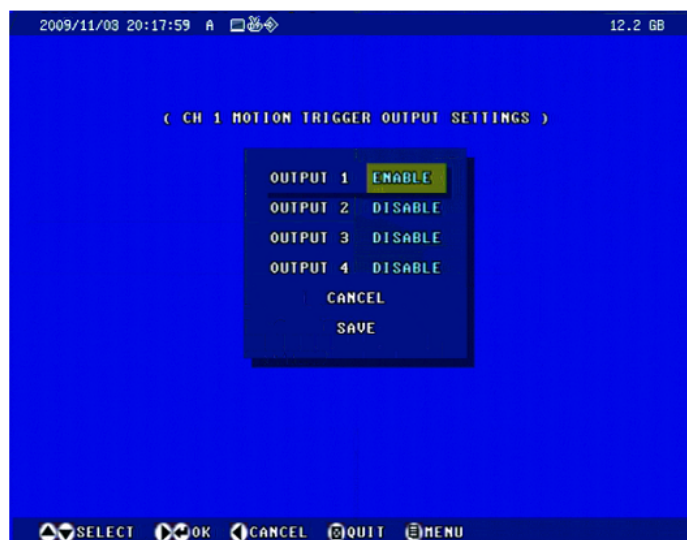 2009/11/03 20:17:59 A 12.2 GB
( CH 1 MOTION TRIGGER OUTPUT SETTINGS )
OUTPUT 1 ENABLE
OUTPUT 2 DISABLE
OUTPUT 3 DISABLE
OUTPUT 4 DISABLE
CANCEL
SAVE
SELECT OK CANCEL QUIT MENU